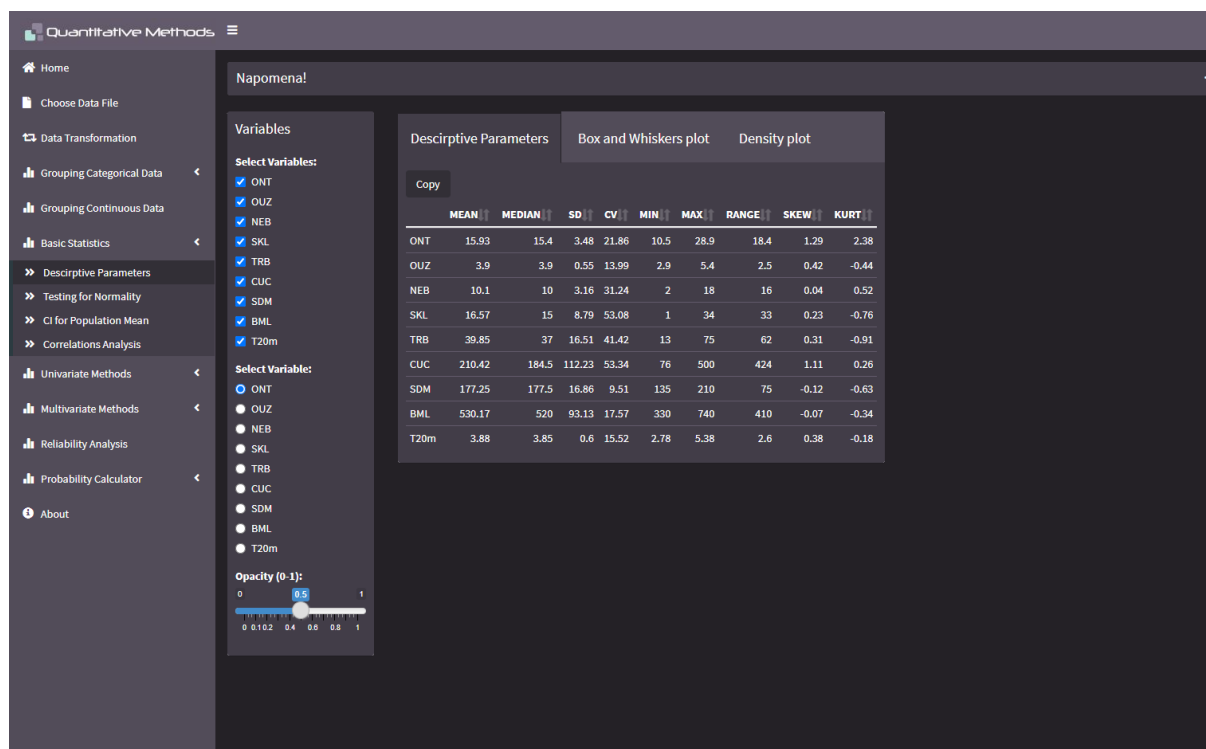 Quantitative Methods
Home
Choose Data File
Data Transformation
Grouping Categorical Data
Grouping Continuous Data
Basic Statistics
Descirptive Parameters
Testing for Normality
CI for Population Mean
Correlations Analysis
Univariate Methods
Multivariate Methods
Reliability Analysis
Probability Calculator
About
Napomena!
Variables
Select Variables:
ONT
OUZ
NEB
SKL
TRB
CUC
SDM
BML
T20m
Select Variable:
ONT
OUZ
NEB
SKL
TRB
CUC
SDM
BML
T20m
Opacity (0-1):
0 0.5 1
0 0.1 0.2 0.4 0.6 0.8 1
Descirptive Parameters Box and Whiskers plot Density plot
Copy
MEAN MEDIAN SD CV MIN MAX RANGE SKEW KURT
ONT 15.93 15.4 3.48 21.86 10.5 28.9 18.4 1.29 2.38
OUZ 3.9 3.9 0.55 13.99 2.9 5.4 2.5 0.42 -0.44
NEB 10.1 10 3.16 31.24 2 18 16 0.04 0.52
SKL 16.57 15 8.79 53.08 1 34 33 0.23 -0.76
TRB 39.85 37 16.51 41.42 13 75 62 0.31 -0.91
CUC 210.42 184.5 112.23 53.34 76 500 424 1.11 0.26
SDM 177.25 177.5 16.86 9.51 135 210 75 -0.12 -0.63
BML 530.17 520 93.13 17.57 330 740 410 -0.07 -0.34
T20m 3.88 3.85 0.6 15.52 2.78 5.38 2.6 0.38 -0.18